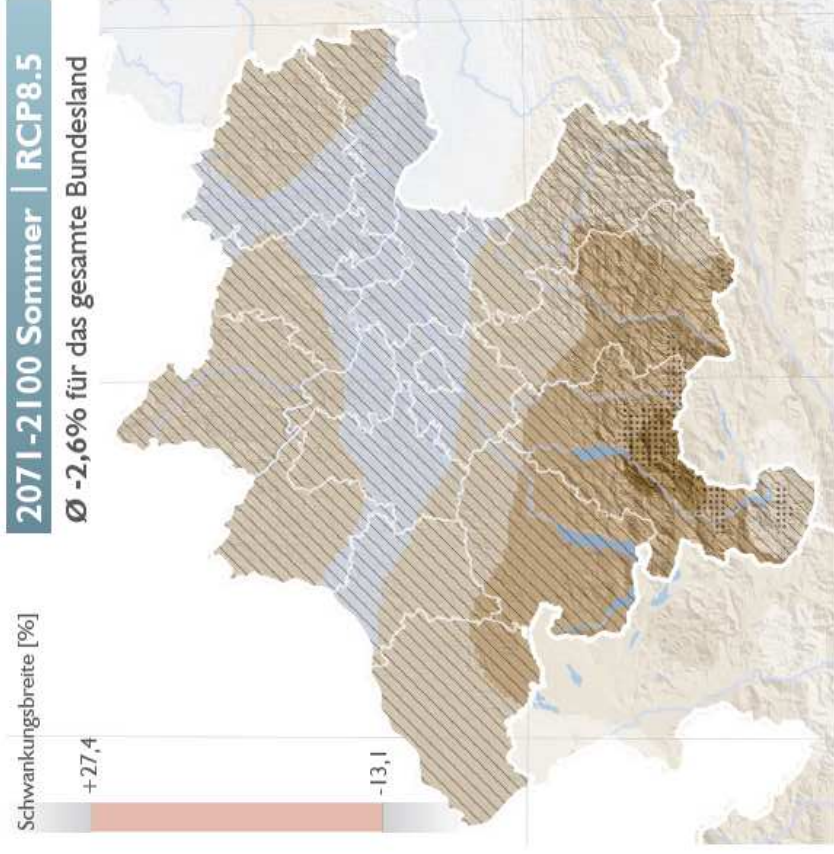 2071-2100 Sommer | RCP8.5
Ø -2,6% für das gesamte Bundesland
Schwankungsbreite [%]
+27,4
-13,1